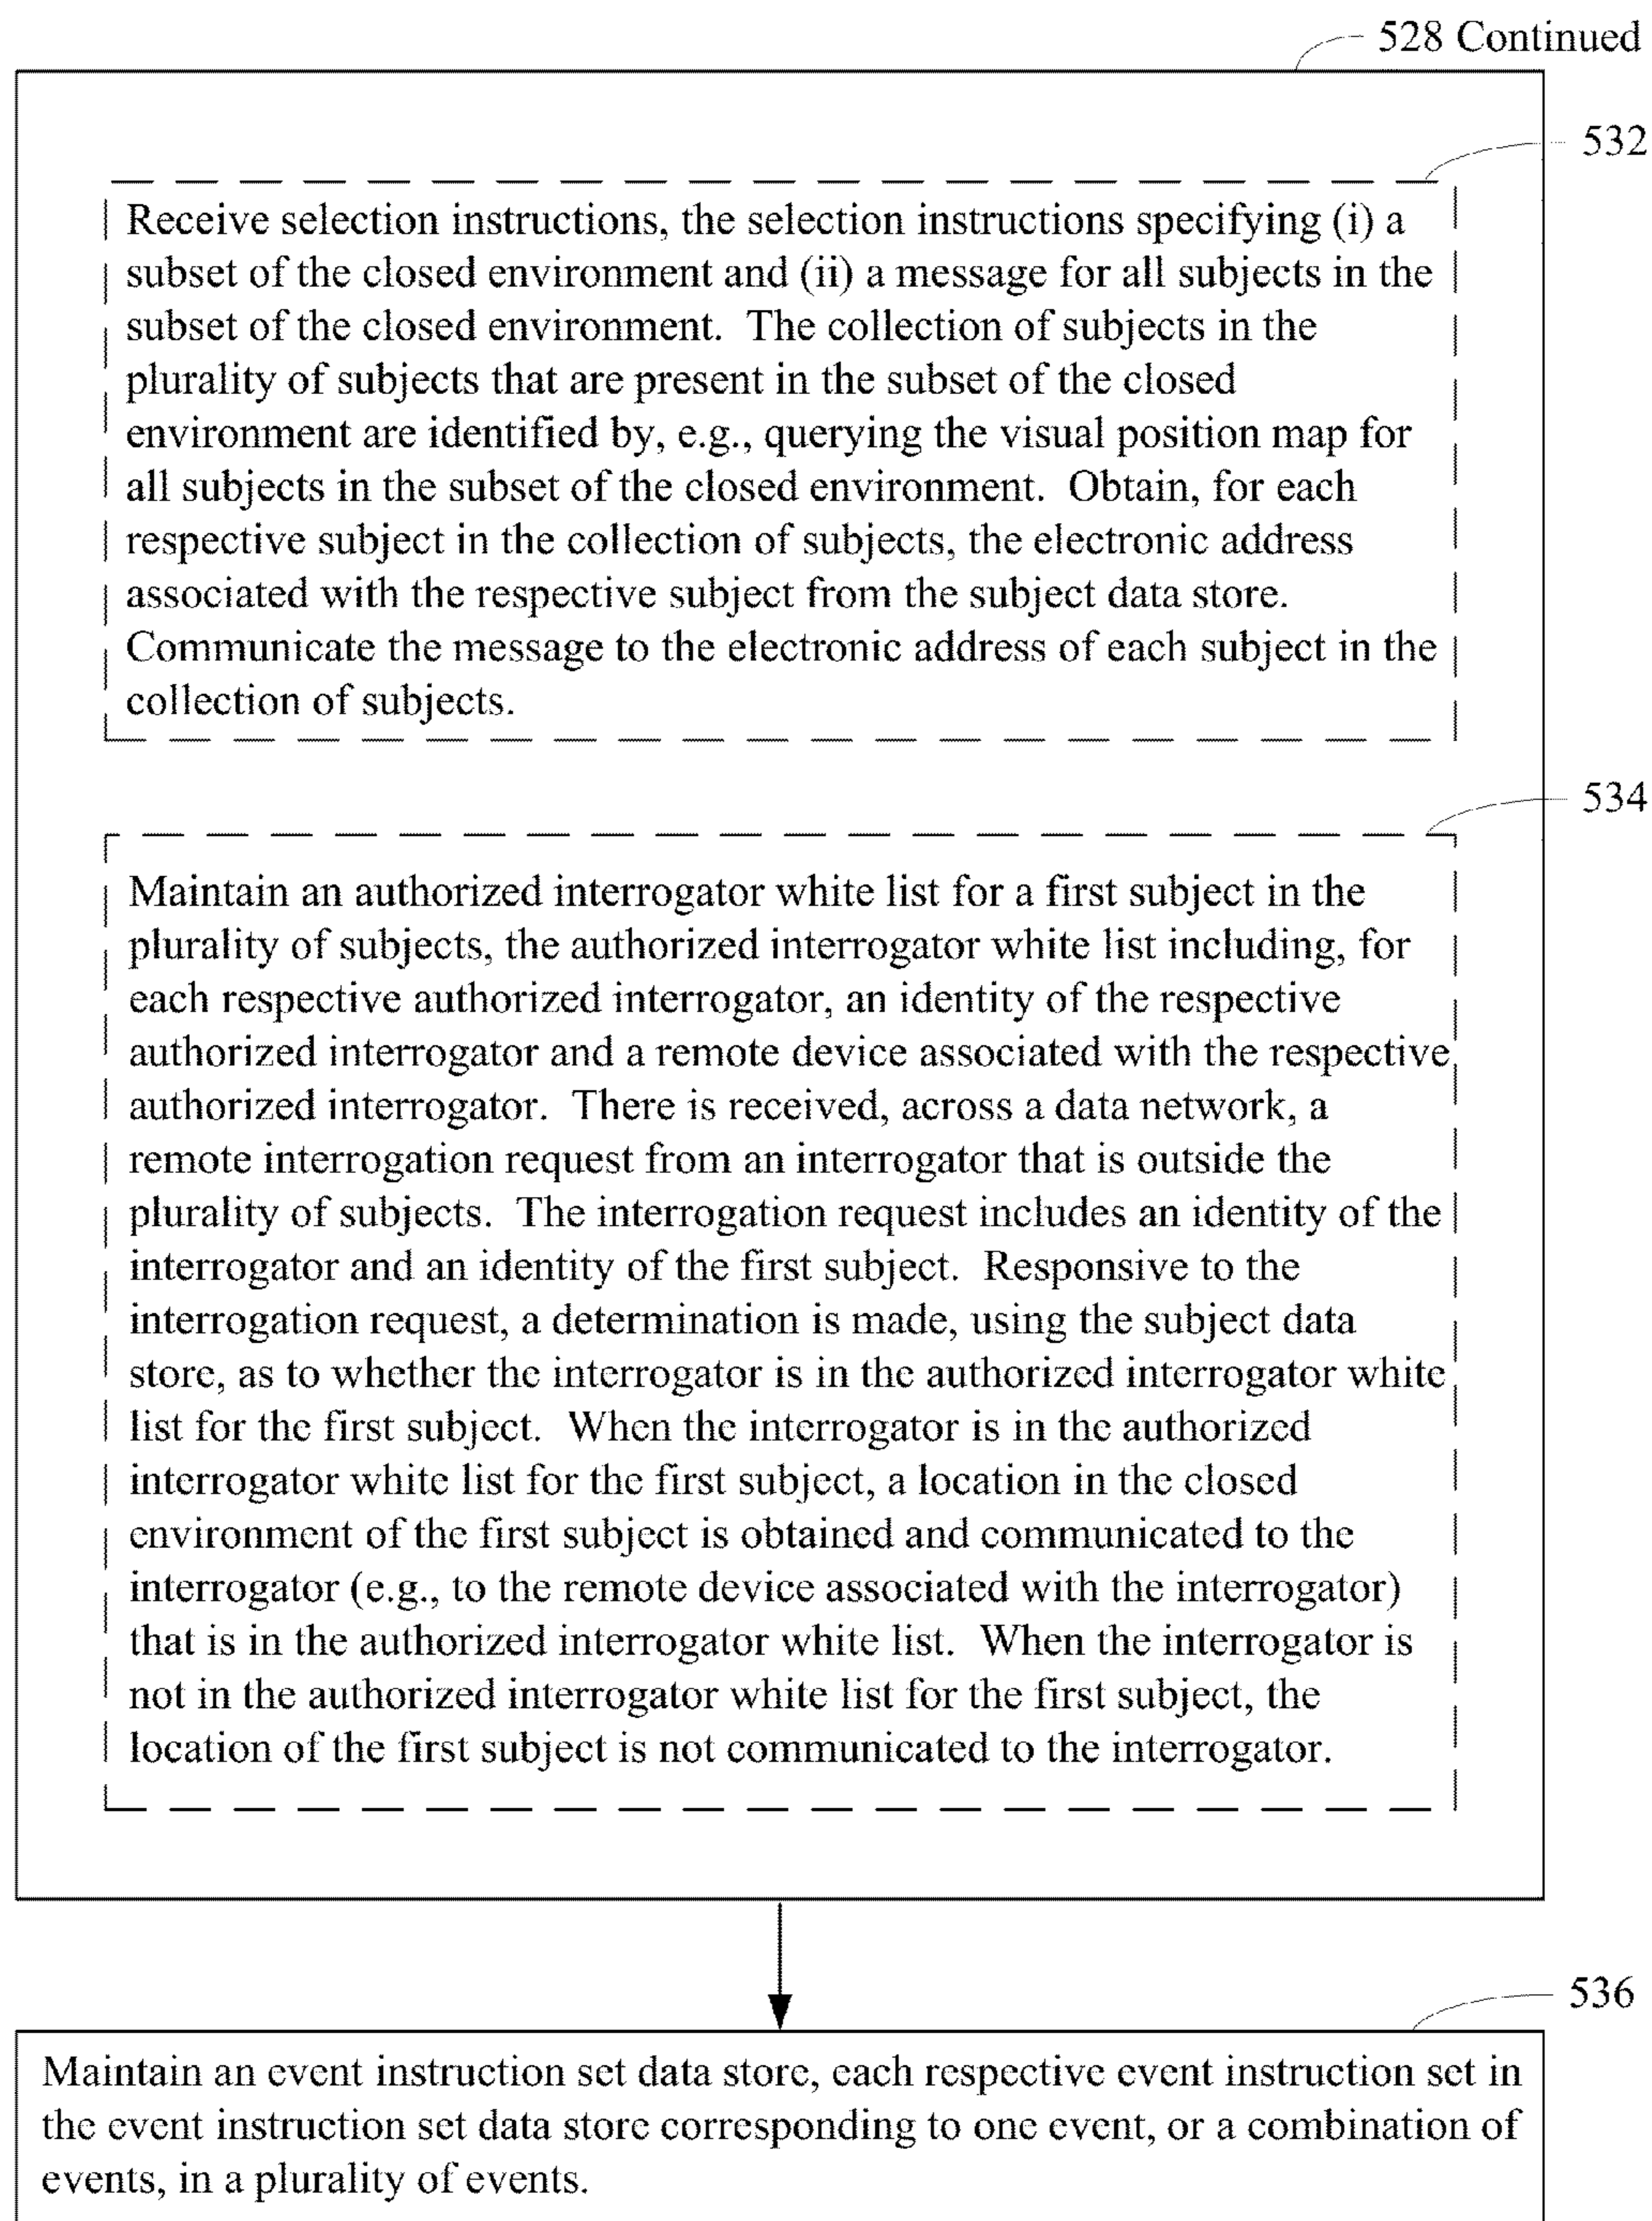 528 Continued
532
Receive selection instructions, the selection instructions specifying (i) a
subset of the closed environment and (ii) a message for all subjects in the
subset of the closed environment.  The collection of subjects in the
plurality of subjects that are present in the subset of the closed
environment are identified by, e.g., querying the visual position map for
all subjects in the subset of the closed environment.  Obtain, for each
respective subject in the collection of subjects, the electronic address
associated with the respective subject from the subject data store.
Communicate the message to the electronic address of each subject in the
collection of subjects.
534
Maintain an authorized interrogator white list for a first subject in the
plurality of subjects, the authorized interrogator white list including, for
each respective authorized interrogator, an identity of the respective
authorized interrogator and a remote device associated with the respective
authorized interrogator.  There is received, across a data network, a
remote interrogation request from an interrogator that is outside the
plurality of subjects.  The interrogation request includes an identity of the
interrogator and an identity of the first subject.  Responsive to the
interrogation request, a determination is made, using the subject data
store, as to whether the interrogator is in the authorized interrogator white
list for the first subject.  When the interrogator is in the authorized
interrogator white list for the first subject, a location in the closed
environment of the first subject is obtained and communicated to the
interrogator (e.g., to the remote device associated with the interrogator)
that is in the authorized interrogator white list.  When the interrogator is
not in the authorized interrogator white list for the first subject, the
location of the first subject is not communicated to the interrogator.
536
Maintain an event instruction set data store, each respective event instruction set in
the event instruction set data store corresponding to one event, or a combination of
events, in a plurality of events.